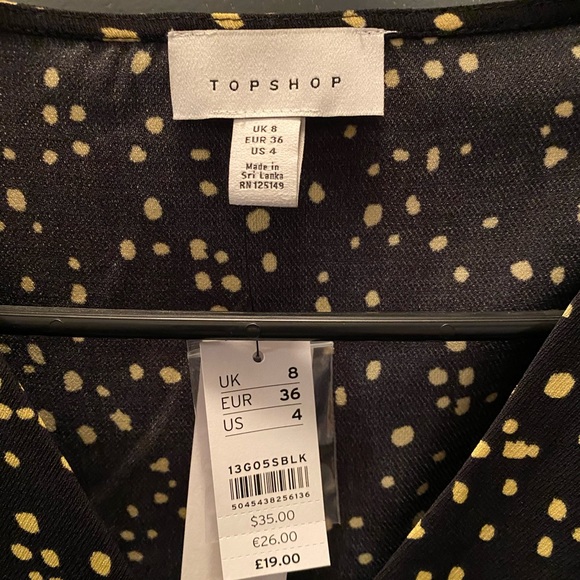 TOPSHOP
UK 8
EUR 36
US 4
Made in
Sri Lanka
RN 125149
UK 8
EUR 36
US 4
13G05SBLK
5045438256136
$35.00
€26.00
£19.00